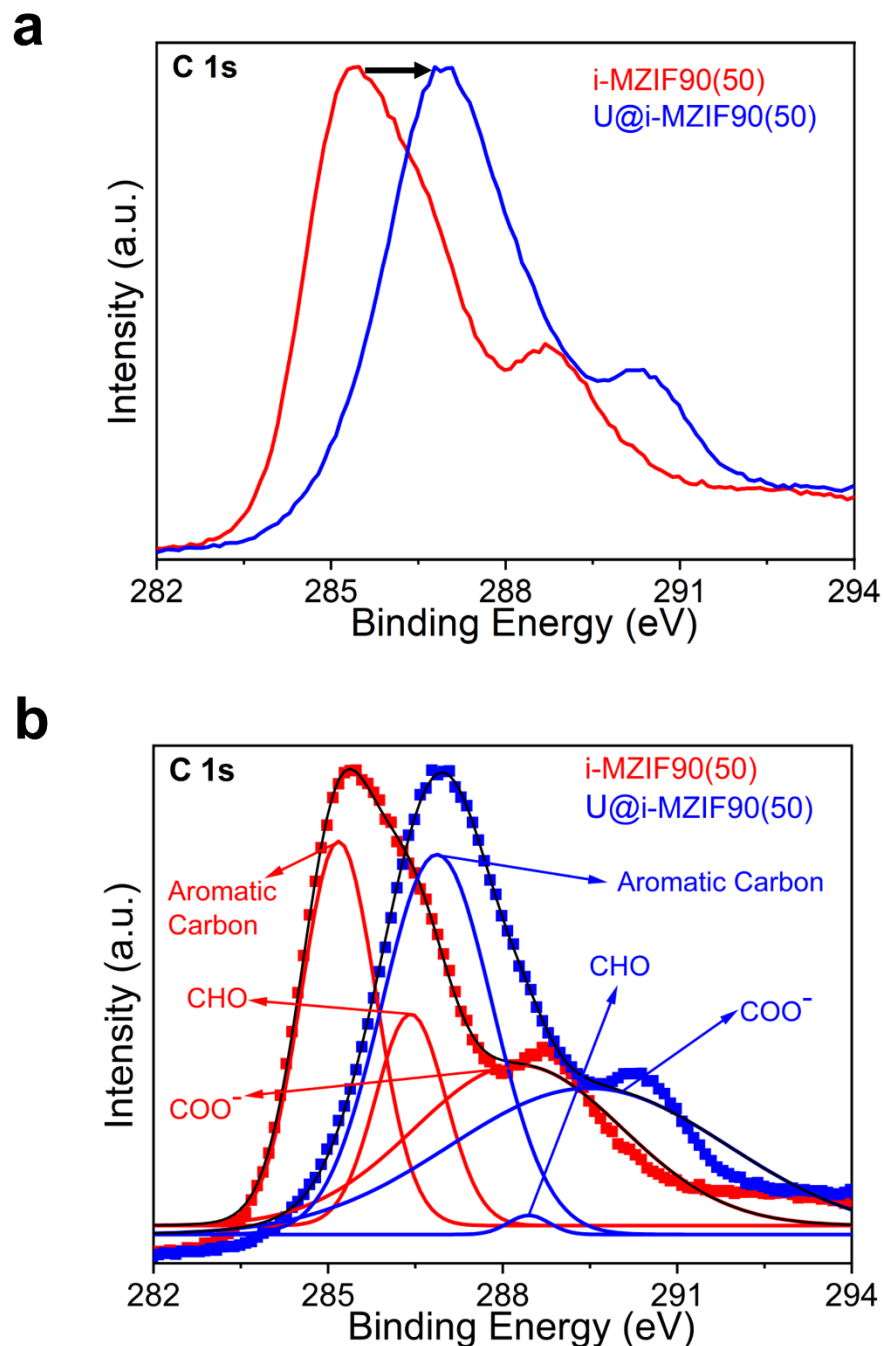 a
C 1s
i-MZIF90(50)
U@i-MZIF90(50)
Intensity (a.u.)
282 285 288 291 294
Binding Energy (eV)
b
C 1s
i-MZIF90(50)
U@i-MZIF90(50)
Aromatic
Carbon
Aromatic Carbon
CHO
CHO
COO⁻
COO⁻
Intensity (a.u.)
282 285 288 291 294
Binding Energy (eV)